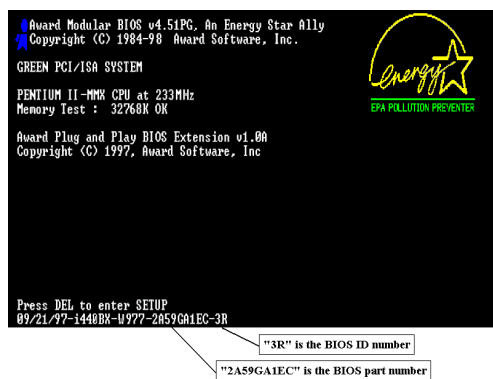 Award Modular BIOS v4.51PG, An Energy Star Ally
Copyright (C) 1984-98 Award Software, Inc.
GREEN PCI/ISA SYSTEM
energy
EPA POLLUTION PREVENTER
PENTIUM II-MMX CPU at 233MHz
Memory Test : 32768K OK
Award Plug and Play BIOS Extension v1.0A
Copyright (C) 1997, Award Software, Inc
Press DEL to enter SETUP
09/21/97-i440BX-W977-2A59GA1EC-3R
"3R" is the BIOS ID number
"2A59GA1EC" is the BIOS part number